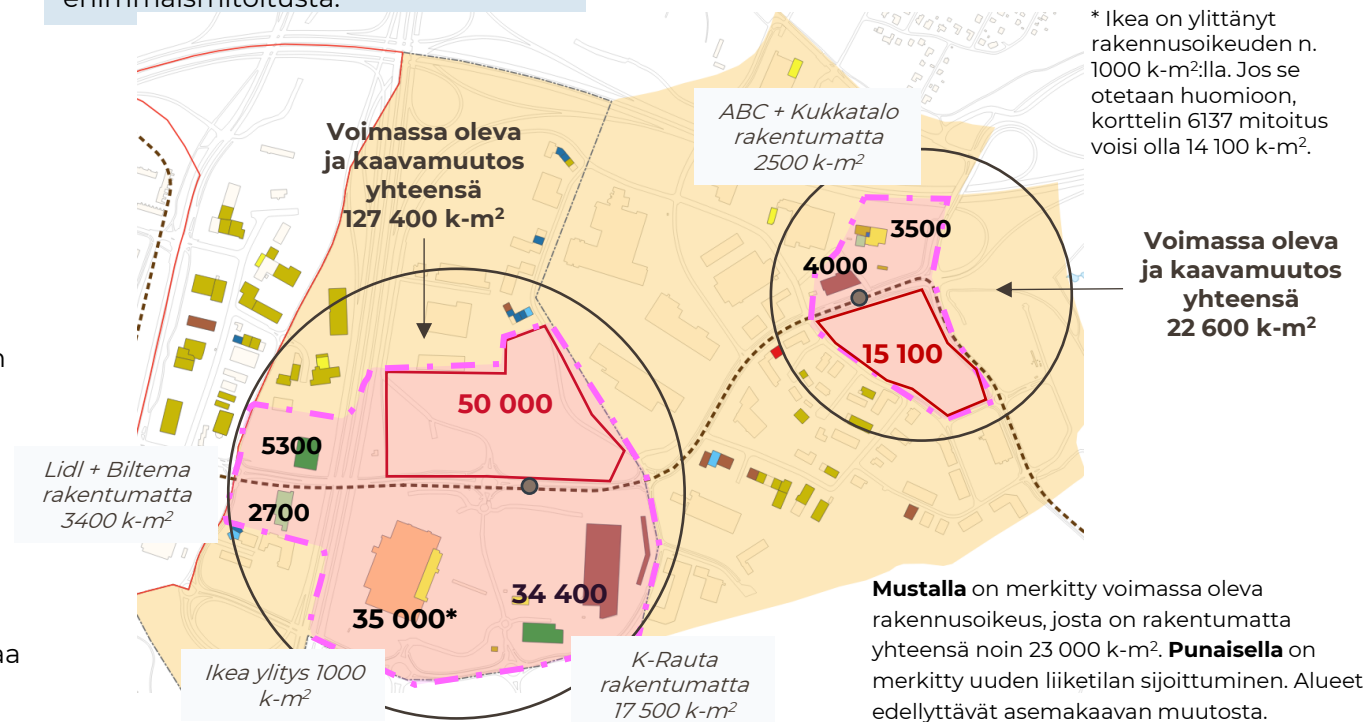 enimmäismitoitusta.
* Ikea on ylittänyt
rakennusoikeuden n.
1000 k-m²:lla. Jos se
otetaan huomioon,
korttelin 6137 mitoitus
voisi olla 14 100 k-m².
ABC + Kukkatalo
rakentumatta
2500 k-m²
Voimassa oleva
ja kaavamuutos
yhteensä
127 400 k-m²
3500
4000
Voimassa oleva
ja kaavamuutos
yhteensä
22 600 k-m²
15 100
n
50 000
5300
Lidl + Biltema
rakentumatta
3400 k-m²
2700
34 400
35 000*
aa
Ikea ylitys 1000
k-m²
K-Rauta
rakentumatta
17 500 k-m²
Mustalla on merkitty voimassa oleva
rakennusoikeus, josta on rakentumatta
yhteensä noin 23 000 k-m². Punaisella on
merkitty uuden liiketilan sijoittuminen. Alueet
edellyttävät asemakaavan muutosta.